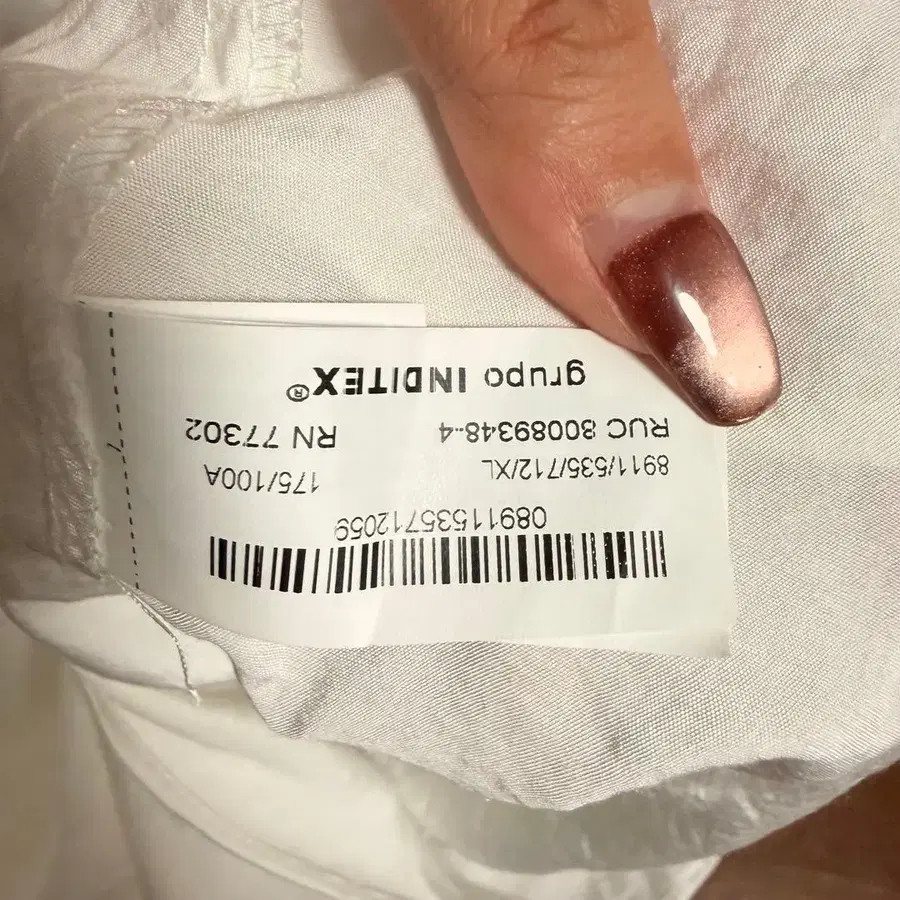 grupo INDITEX®
RUC 80089348-4 RN 77302
8911/535/712/XL 175/100A
08911535712059